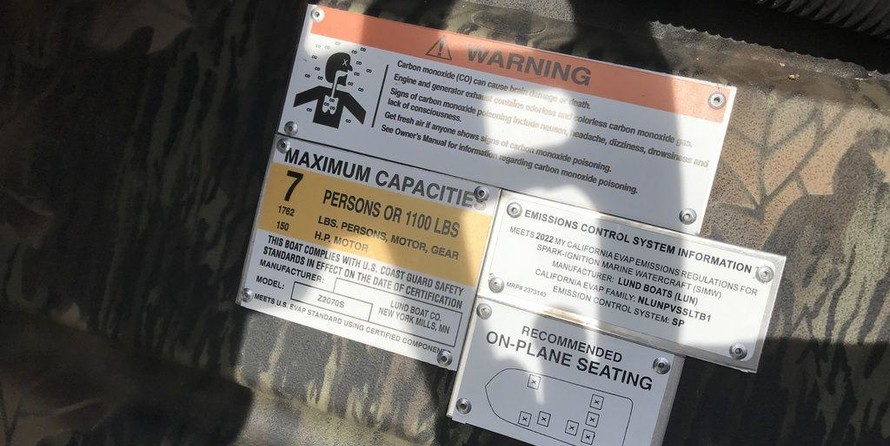 WARNING
Carbon monoxide (CO) can cause brain damage or death.
Engine and generator exhaust contains odorless and colorless carbon monoxide gas.
Signs of carbon monoxide poisoning include nausea, headache, dizziness, drowsiness and
lack of consciousness.
Get fresh air if anyone shows signs of carbon monoxide poisoning.
See Owner's Manual for information regarding carbon monoxide poisoning.
MAXIMUM CAPACITIES
7 PERSONS OR 1100 LBS
1762 LBS. PERSONS, MOTOR, GEAR
150 H.P. MOTOR
THIS BOAT COMPLIES WITH U.S. COAST GUARD SAFETY
STANDARDS IN EFFECT ON THE DATE OF CERTIFICATION
MANUFACTURER: LUND BOAT CO.
MODEL: Z2070S NEW YORK MILLS, MN
MEETS U.S. EVAP STANDARD USING CERTIFIED COMPONENTS
EMISSIONS CONTROL SYSTEM INFORMATION
MEETS 2022 MY CALIFORNIA EVAP EMISSIONS REGULATIONS FOR
SPARK-IGNITION MARINE WATERCRAFT (SIMW)
MANUFACTURER: LUND BOATS (LUN)
CALIFORNIA EVAP FAMILY: NLUNPVSSLTB1
MRP# 2373143 EMISSION CONTROL SYSTEM: SP
RECOMMENDED
ON-PLANE SEATING